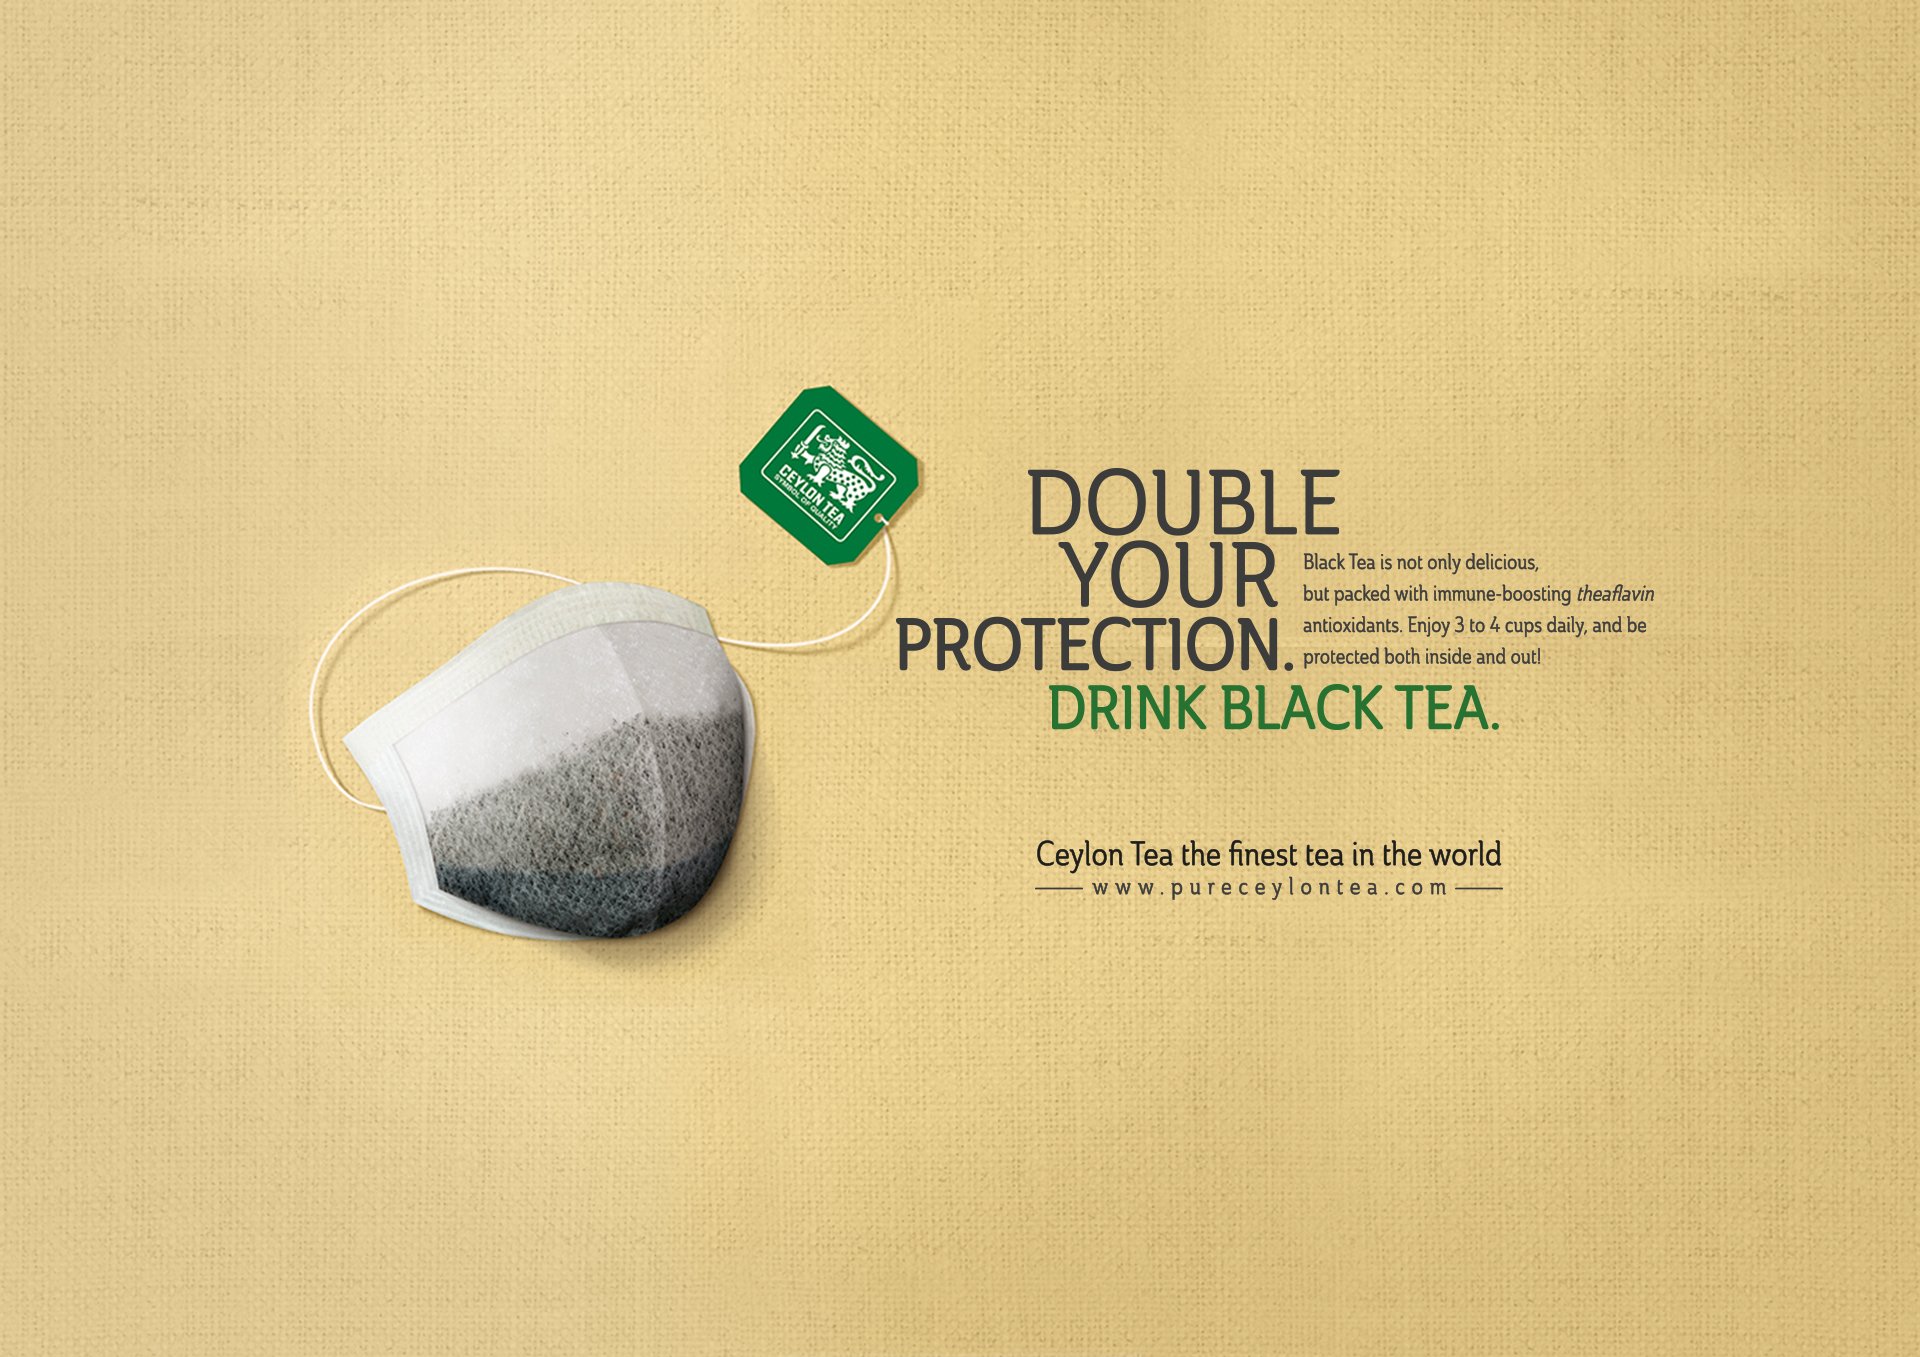 CEYLON TEA
SYMBOL OF QUALITY
DOUBLE
YOUR
PROTECTION.
Black Tea is not only delicious,
but packed with immune-boosting theaflavin
antioxidants. Enjoy 3 to 4 cups daily, and be
protected both inside and out!
DRINK BLACK TEA.
Ceylon Tea the finest tea in the world
www.pureceylontea.com